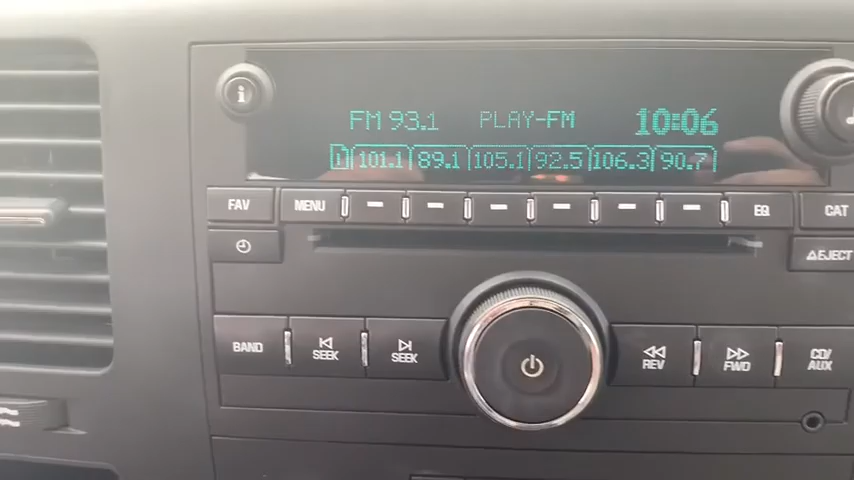 i
FM 93.1 PLAY-FM 10:06
1 101.1 89.1 105.1 92.5 106.3 90.7
FAV MENU EQ CAT
EJECT
BAND SEEK SEEK REV FWD CD/
AUX